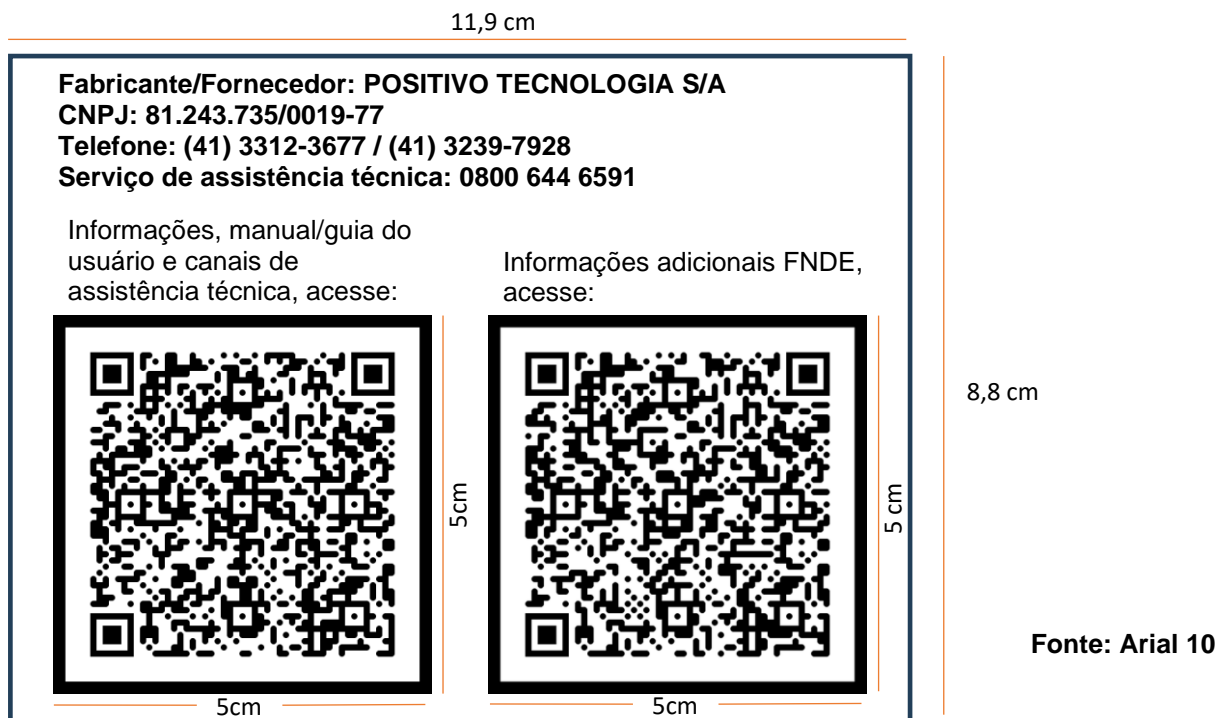 11,9 cm
Fabricante/Fornecedor: POSITIVO TECNOLOGIA S/A
CNPJ: 81.243.735/0019-77
Telefone: (41) 3312-3677 / (41) 3239-7928
Serviço de assistência técnica: 0800 644 6591
Informações, manual/guia do
usuário e canais de
assistência técnica, acesse:
Informações adicionais FNDE,
acesse:
5cm
5 cm
8,8 cm
Fonte: Arial 10
5cm
5cm